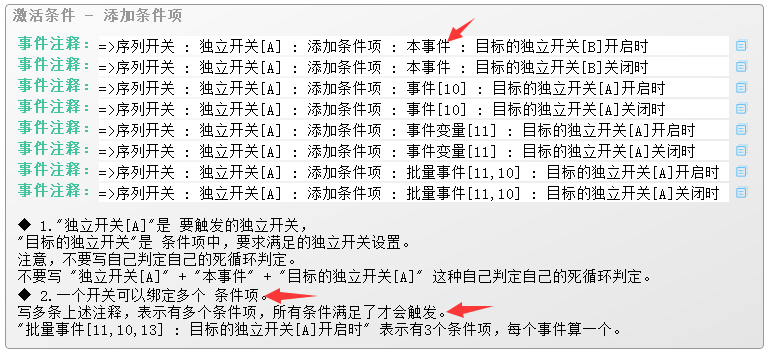 激活条件 - 添加条件项
事件注释：=>序列开关 : 独立开关[A] : 添加条件项 : 本事件 : 目标的独立开关[B]开启时
事件注释：=>序列开关 : 独立开关[A] : 添加条件项 : 本事件 : 目标的独立开关[B]关闭时
事件注释：=>序列开关 : 独立开关[A] : 添加条件项 : 事件[10] : 目标的独立开关[A]开启时
事件注释：=>序列开关 : 独立开关[A] : 添加条件项 : 事件[10] : 目标的独立开关[A]关闭时
事件注释：=>序列开关 : 独立开关[A] : 添加条件项 : 事件变量[11] : 目标的独立开关[A]开启时
事件注释：=>序列开关 : 独立开关[A] : 添加条件项 : 事件变量[11] : 目标的独立开关[A]关闭时
事件注释：=>序列开关 : 独立开关[A] : 添加条件项 : 批量事件[11,10] : 目标的独立开关[A]开启时
事件注释：=>序列开关 : 独立开关[A] : 添加条件项 : 批量事件[11,10] : 目标的独立开关[A]关闭时
◆ 1."独立开关[A]"是 要触发的独立开关，
"目标的独立开关"是 条件项中，要求满足的独立开关设置。
注意，不要写自己判定自己的死循环判定。
不要写 "独立开关[A]" + "本事件" + "目标的独立开关[A]" 这种自己判定自己的死循环判定。
◆ 2.一个开关可以绑定多个 条件项。
写多条上述注释，表示有多个条件项，所有条件满足了才会触发。
"批量事件[11,10,13] : 目标的独立开关[A]开启时" 表示有3个条件项，每个事件算一个。